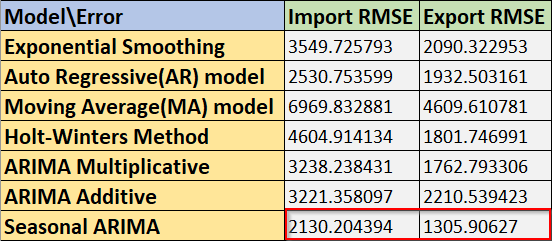 Model\Error Import RMSE Export RMSE
Exponential Smoothing 3549.725793 2090.322953
Auto Regressive(AR) model 2530.753599 1932.503161
Moving Average(MA) model 6969.832881 4609.610781
Holt-Winters Method 4604.914134 1801.746991
ARIMA Multiplicative 3238.238431 1762.793306
ARIMA Additive 3221.358097 2210.539423
Seasonal ARIMA 2130.204394 1305.90627